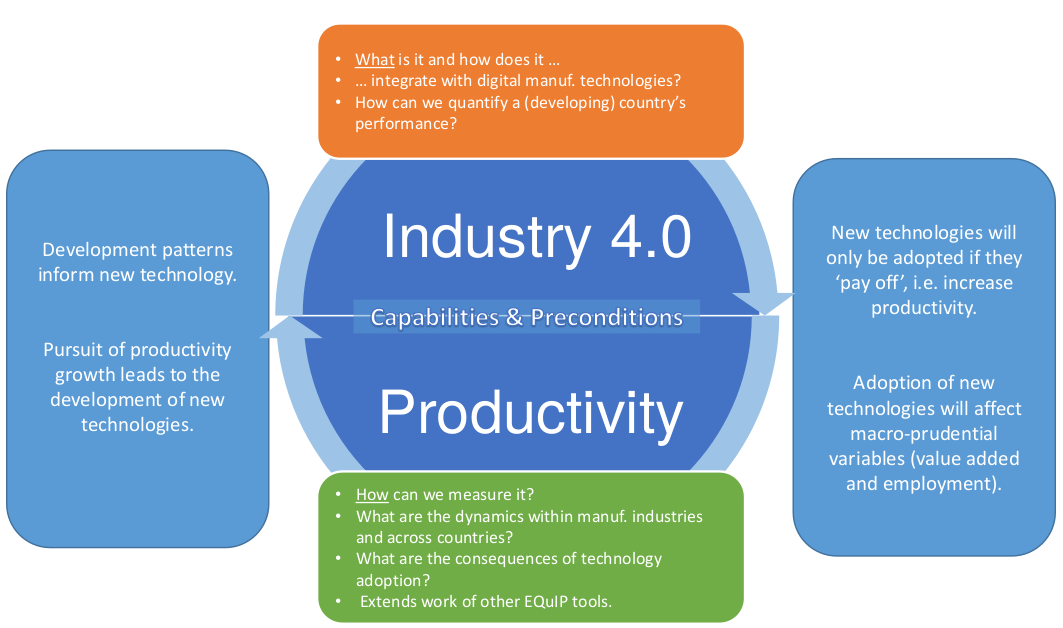 • What is it and how does it …
• … integrate with digital manuf. technologies?
• How can we quantify a (developing) country’s
performance?
Development patterns
inform new technology.
Pursuit of productivity
growth leads to the
development of new
technologies.
Industry 4.0
Capabilities & Preconditions
Productivity
New technologies will
only be adopted if they
‘pay off’, i.e. increase
productivity.
Adoption of new
technologies will affect
macro-prudential
variables (value added
and employment).
• How can we measure it?
• What are the dynamics within manuf. industries
and across countries?
• What are the consequences of technology
adoption?
• Extends work of other EQuIP tools.